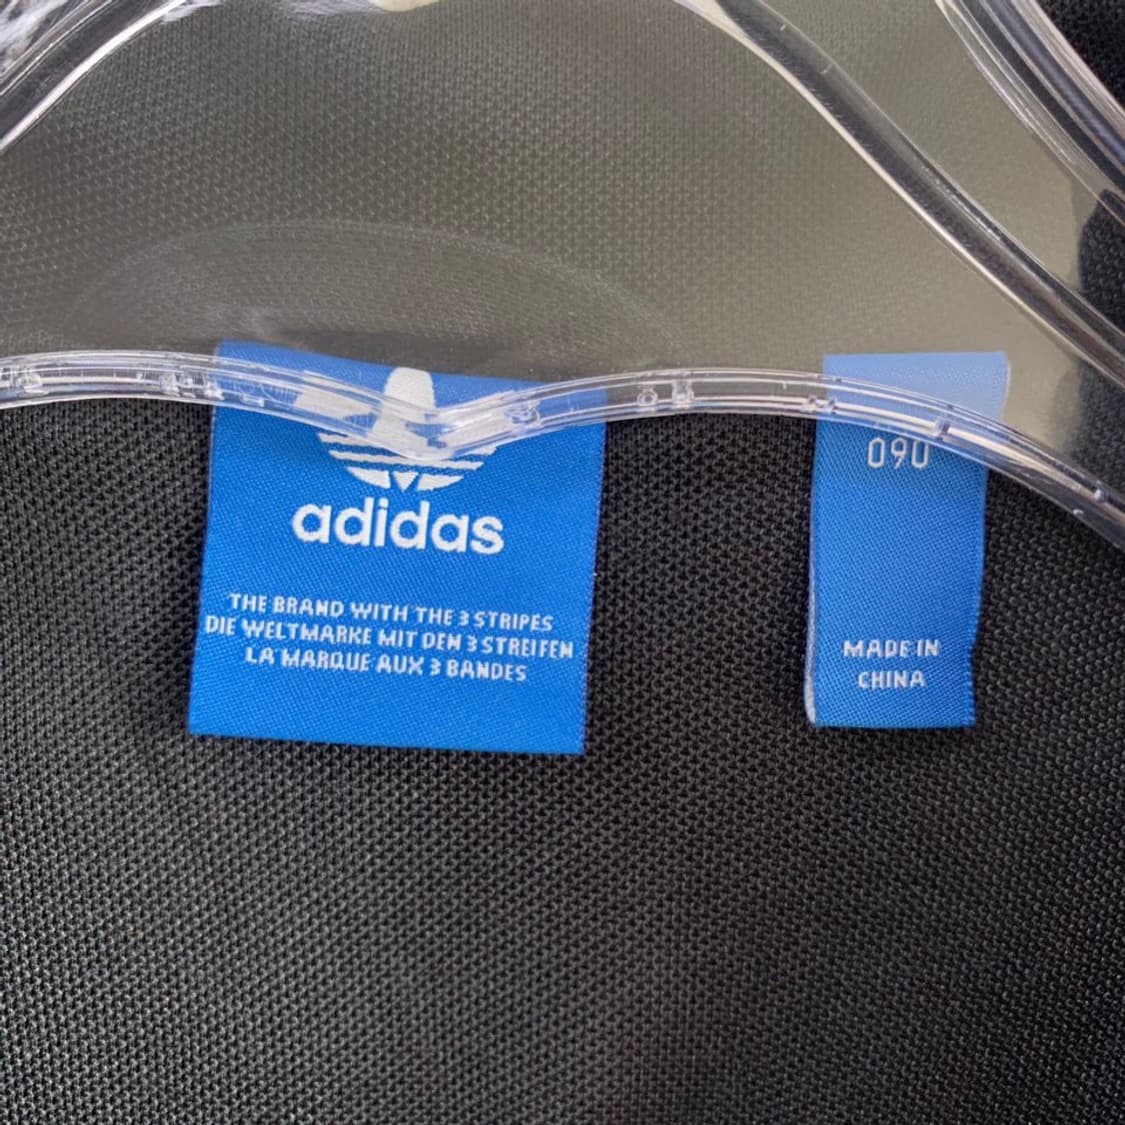 adidas
THE BRAND WITH THE 3 STRIPES
DIE WELTMARKE MIT DEN 3 STREIFEN
LA MARQUE AUX 3 BANDES
090
MADE IN
CHINA